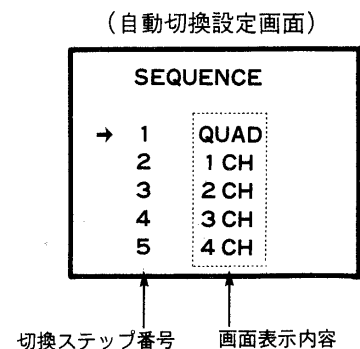 (自動切換設定画面)
SEQUENCE
→ 1 QUAD
2 1 CH
3 2 CH
4 3 CH
5 4 CH
切換ステップ番号 画面表示内容